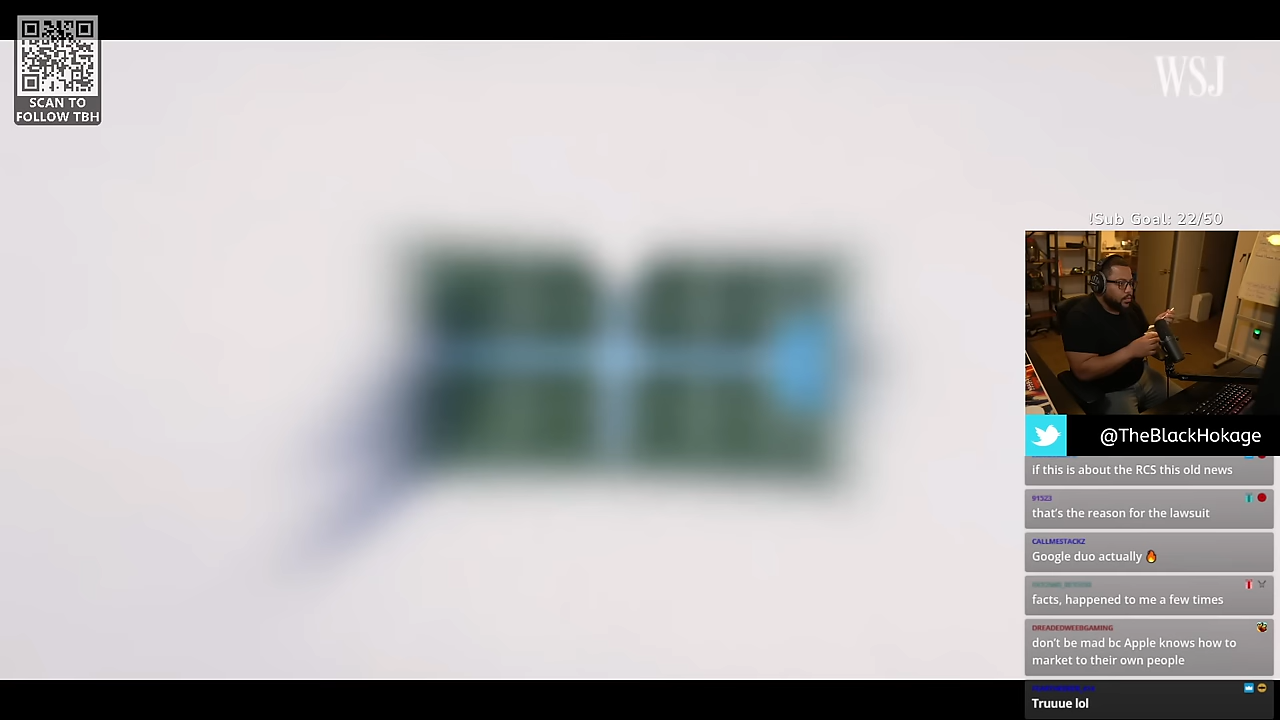 SCAN TO
FOLLOW TBH
WSJ
!Sub Goal: 22/50
@TheBlackHokage
if this is about the RCS this old news
91523
that's the reason for the lawsuit
CALLMESTACKZ
Google duo actually
facts, happened to me a few times
DREADEDWEEBGAMING
don't be mad bc Apple knows how to
market to their own people
Truuue lol